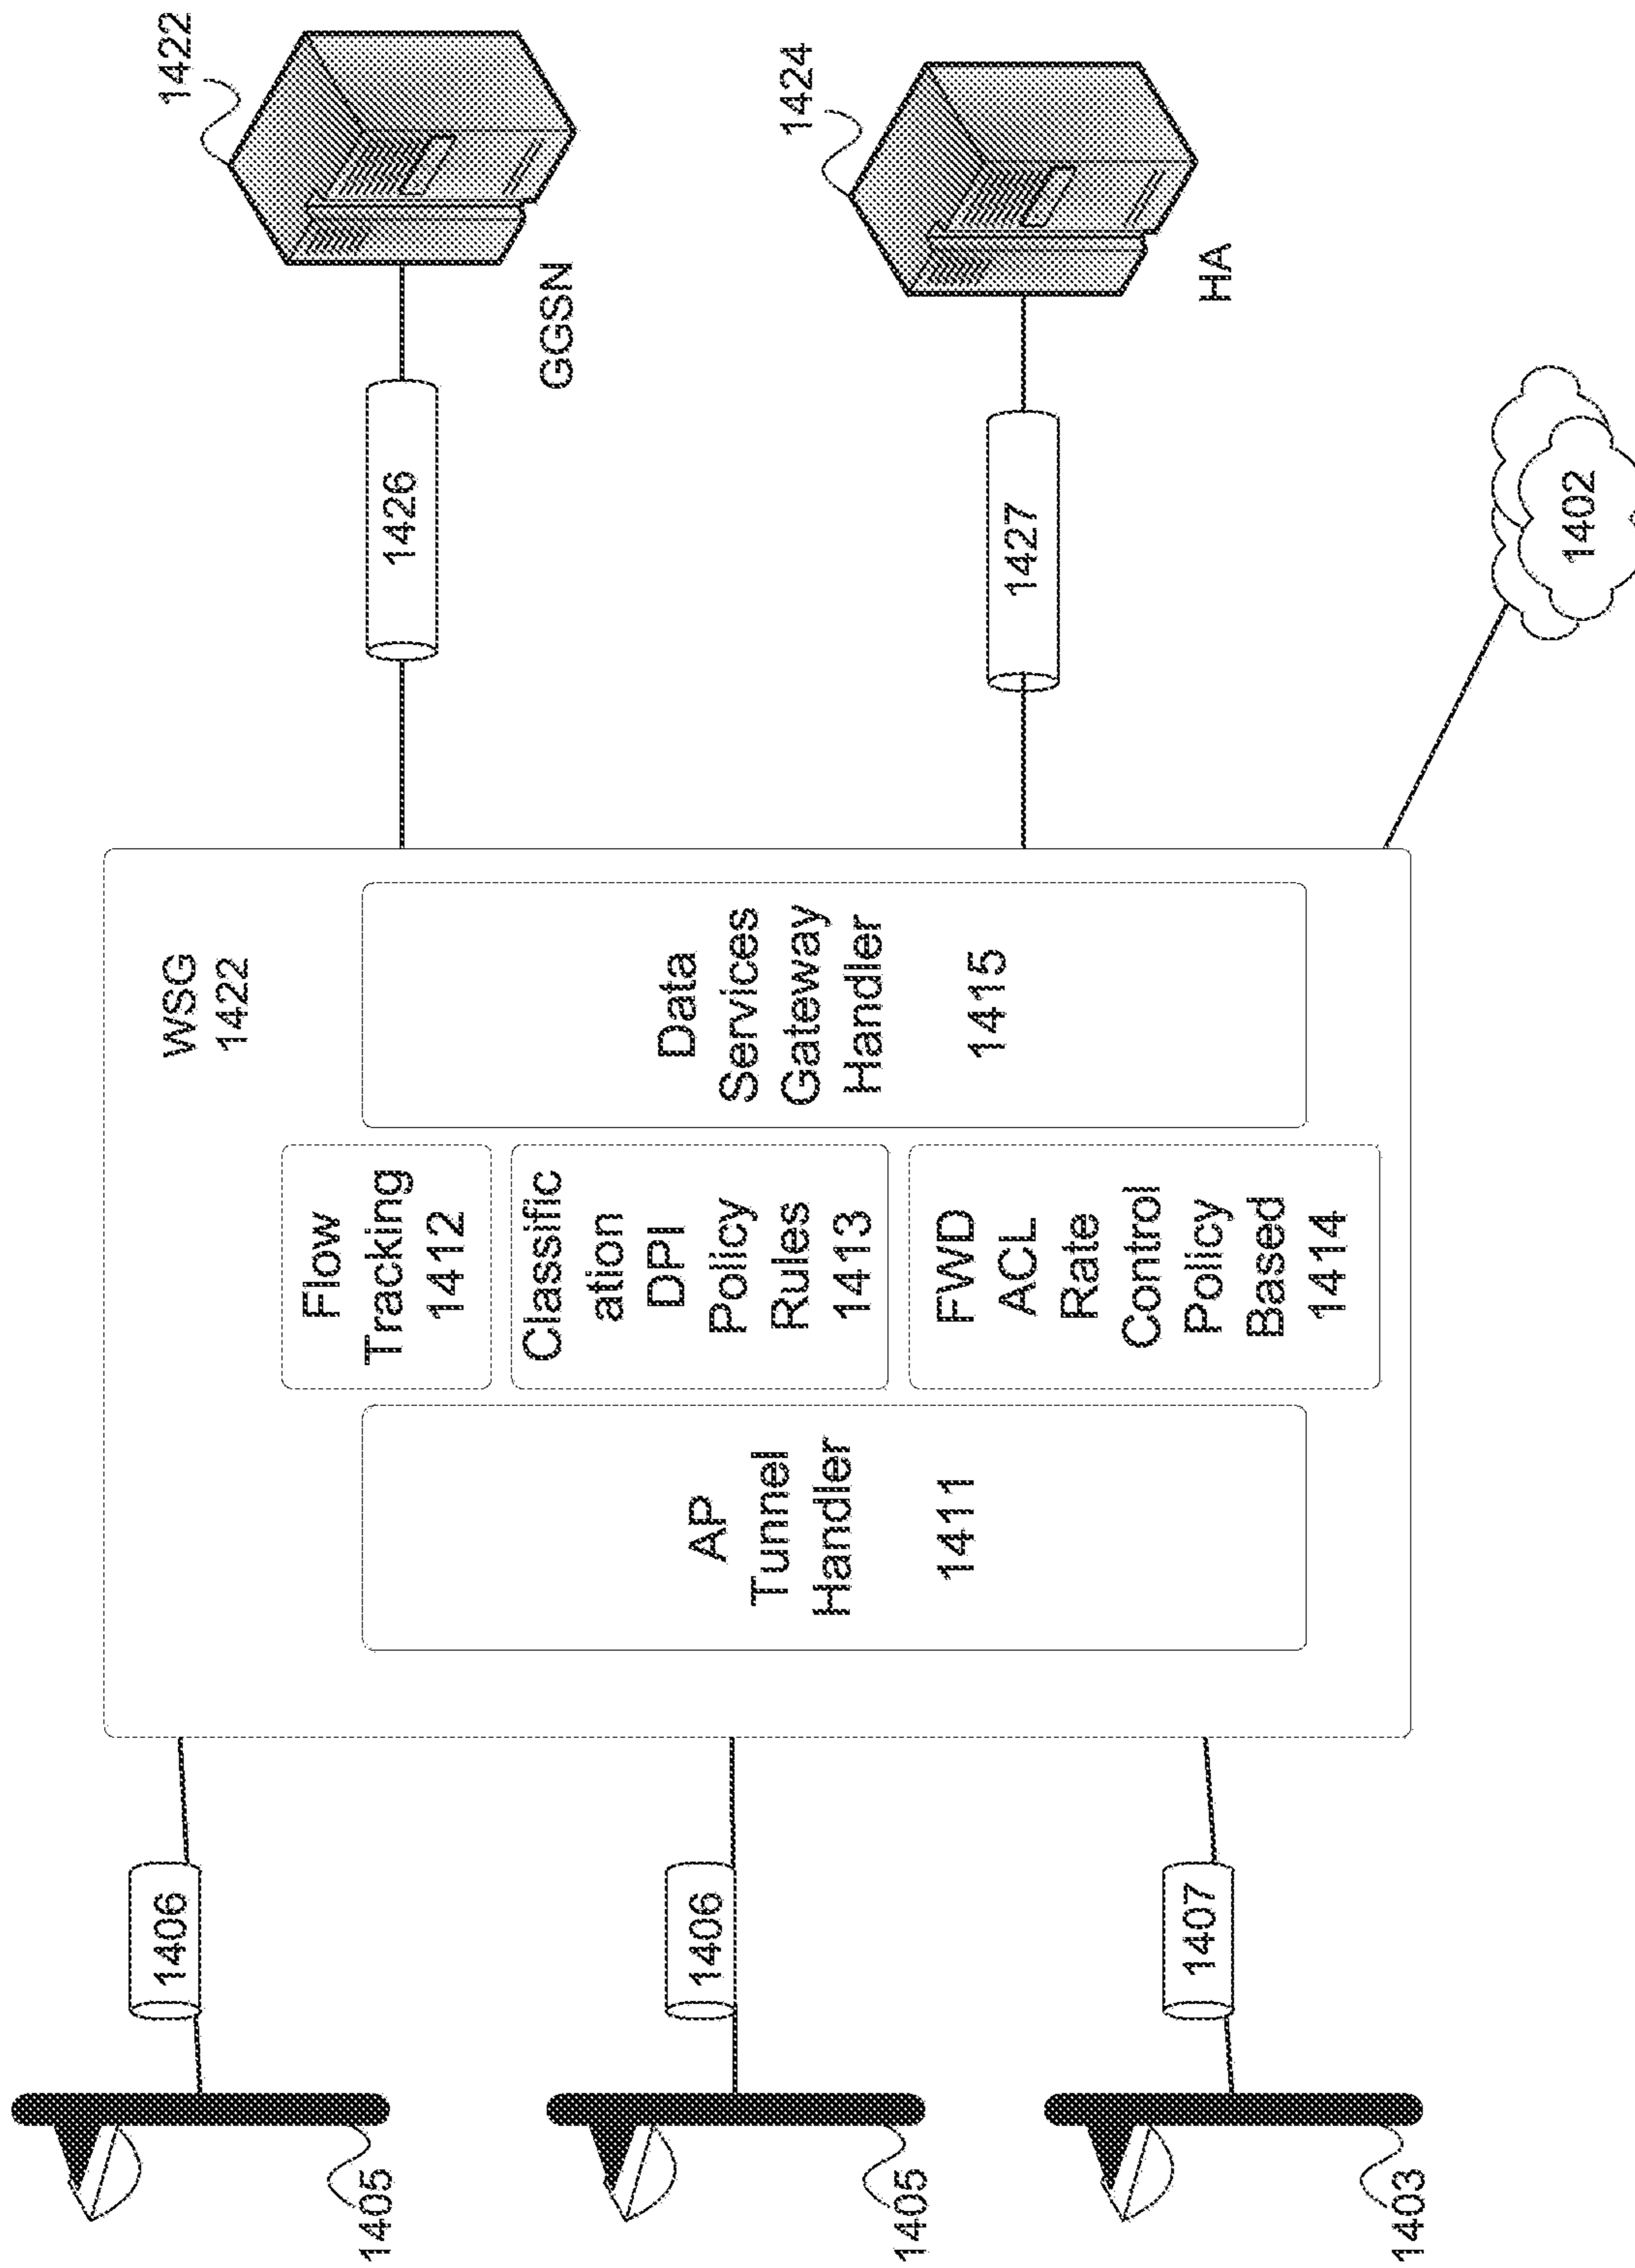 1422
GGSN
1426
1424
HA
1427
1402
WSG
1422
Data
Services
Gateway
Handler
1415
Flow
Tracking
1412
Classific
ation
DPI
Policy
Rules
1413
FWD
ACL
Rate
Control
Policy
Based
1414
AP
Tunnel
Handler
1411
1406
1406
1407
1405
1405
1403